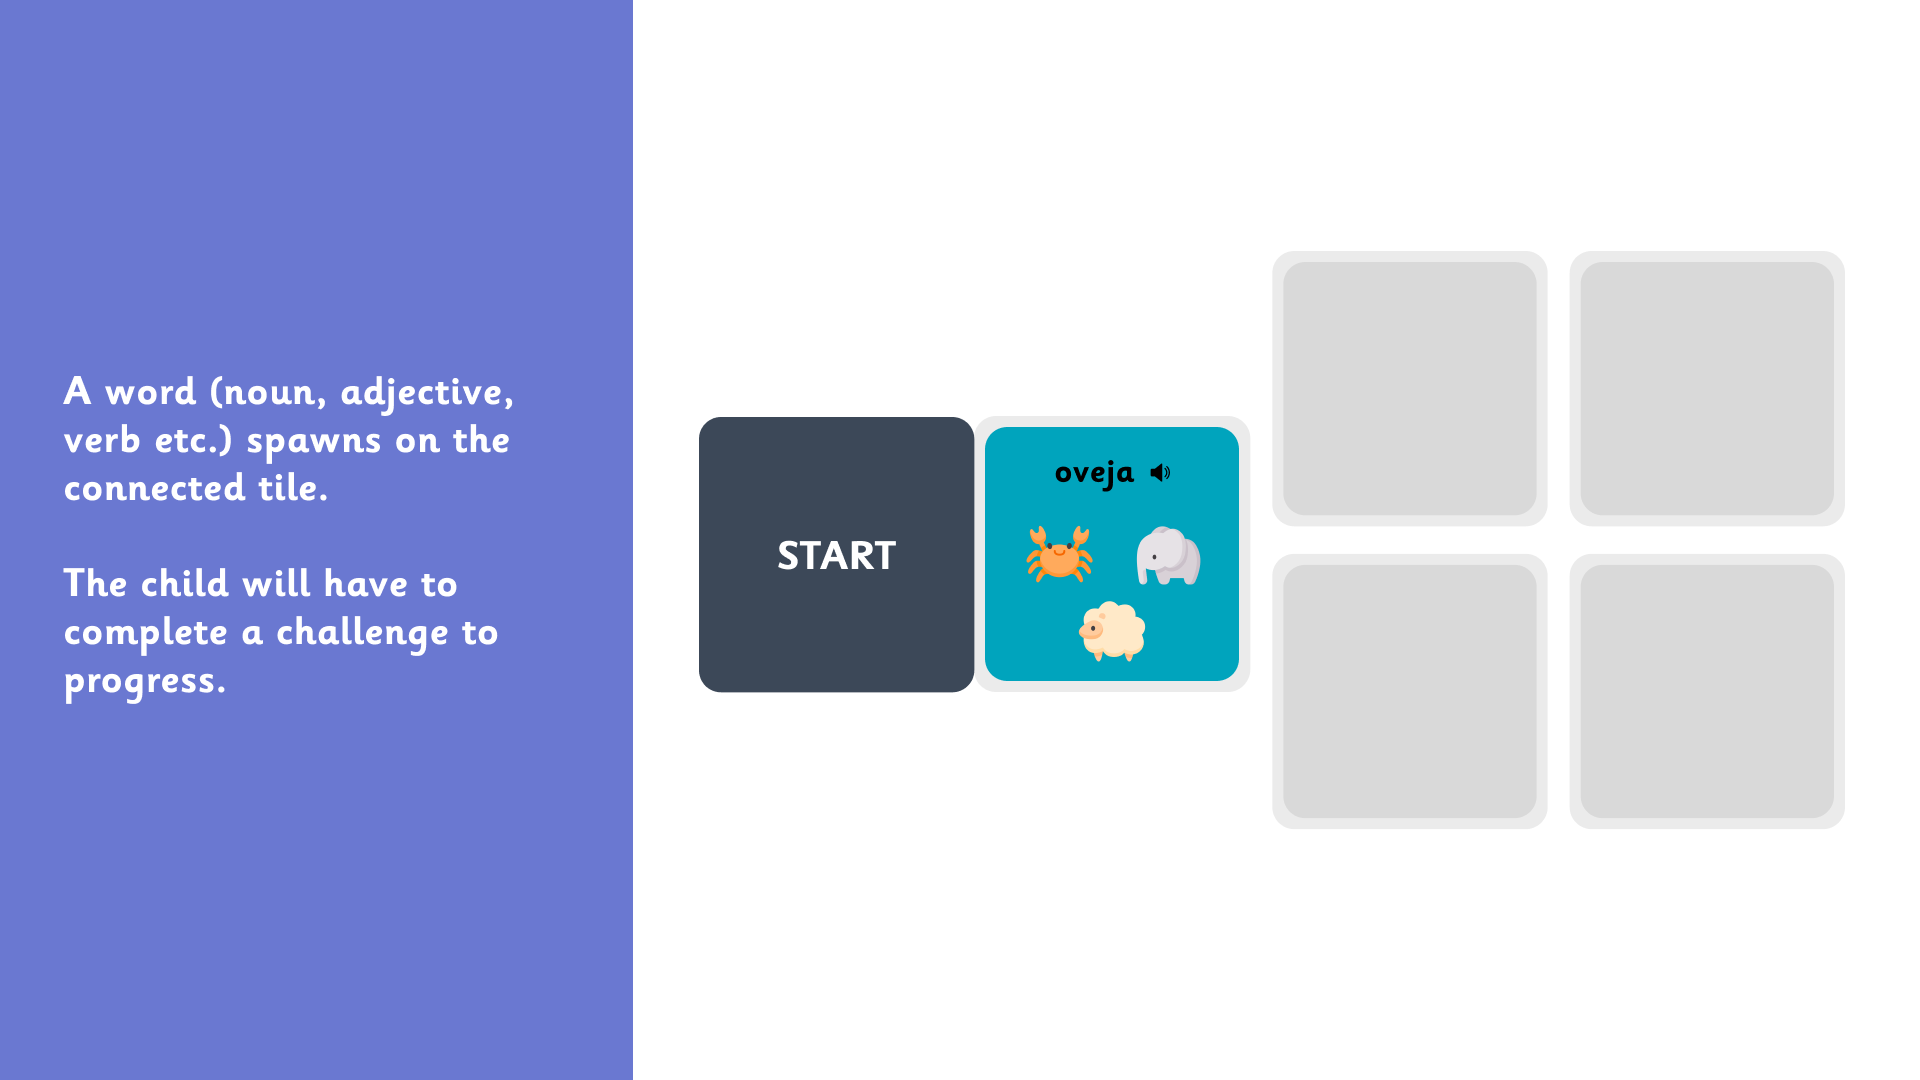 A word (noun, adjective,
verb etc.) spawns on the
connected tile.
The child will have to
complete a challenge to
progress.
START
oveja